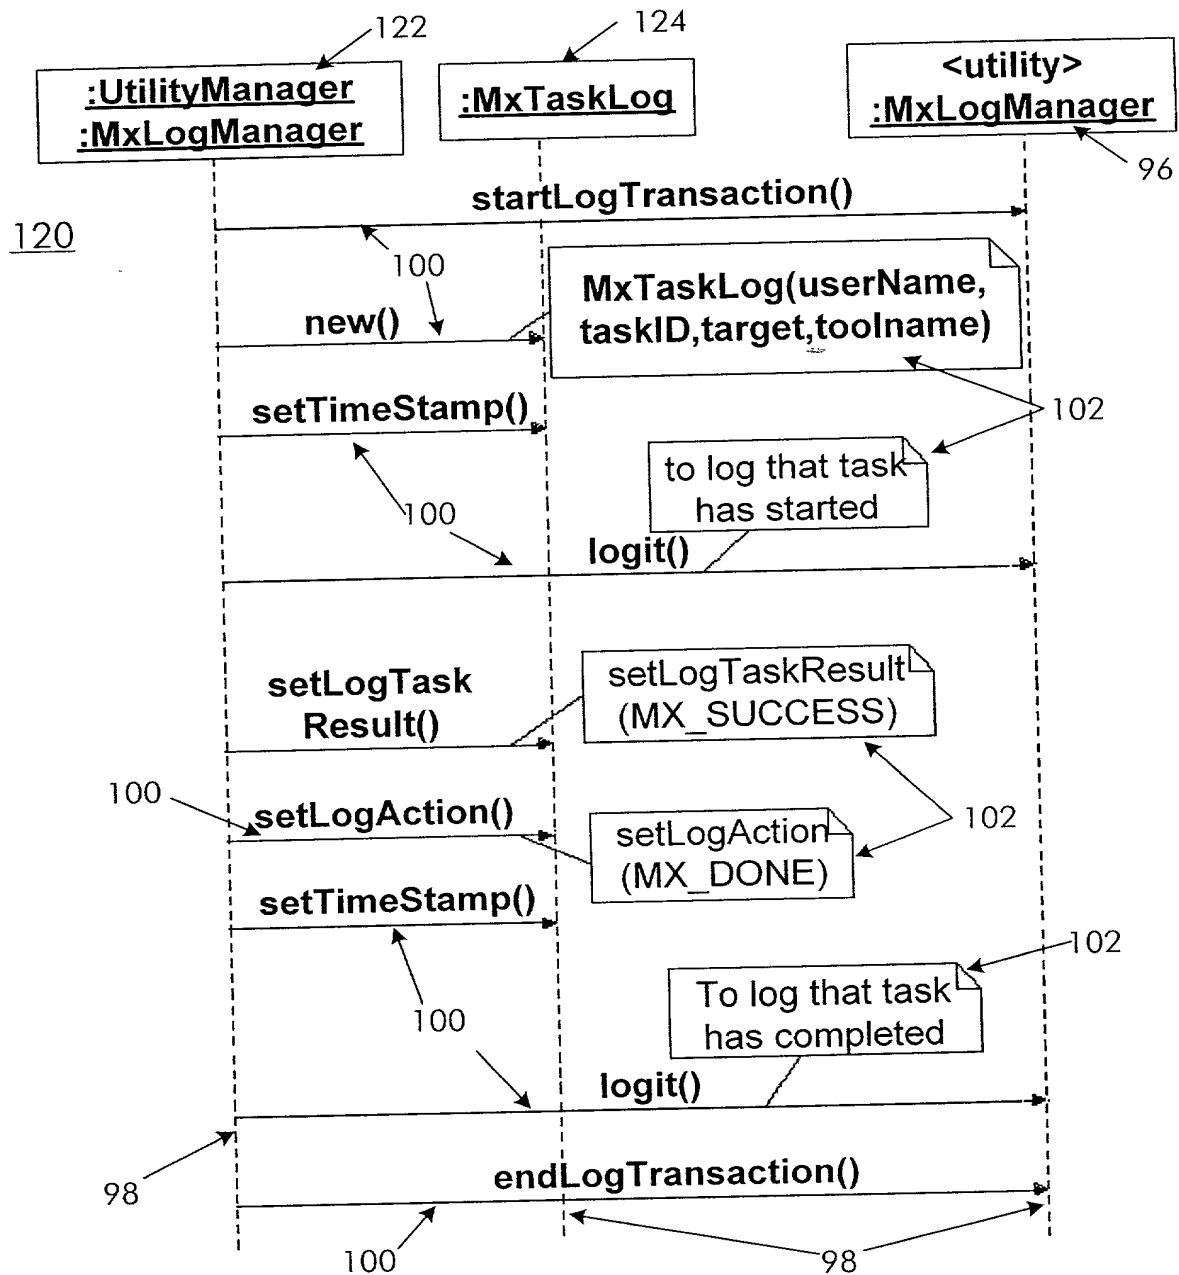 122
124
:UtilityManager
:MxLogManager
:MxTaskLog
<utility>
:MxLogManager
96
startLogTransaction()
120
100
MxTaskLog(userName,
taskID,target,toolname)
new()
102
setTimeStamp()
to log that task
has started
100
logit()
setLogTask
Result()
setLogTaskResult
(MX_SUCCESS)
100
setLogAction()
102
setLogAction
(MX_DONE)
setTimeStamp()
102
To log that task
has completed
100
logit()
98
endLogTransaction()
100
98